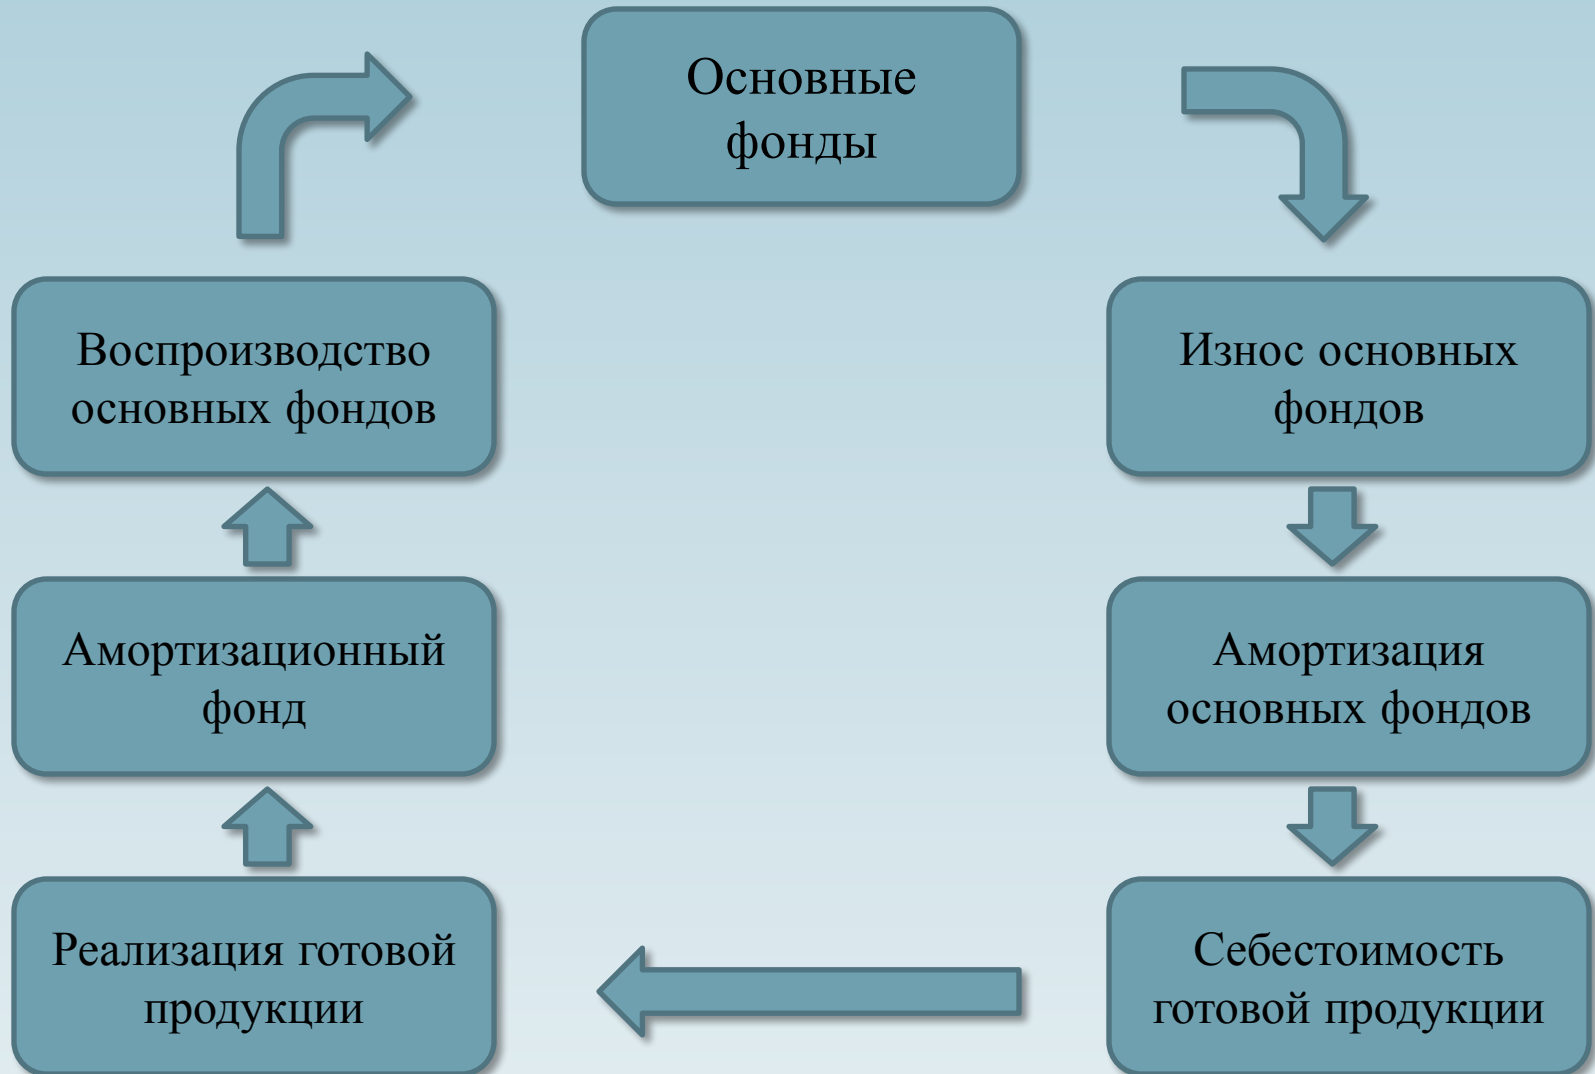 Основные
фонды
Воспроизводство
основных фондов
Износ основных
фондов
Амортизационный
фонд
Амортизация
основных фондов
Реализация готовой
продукции
Себестоимость
готовой продукции